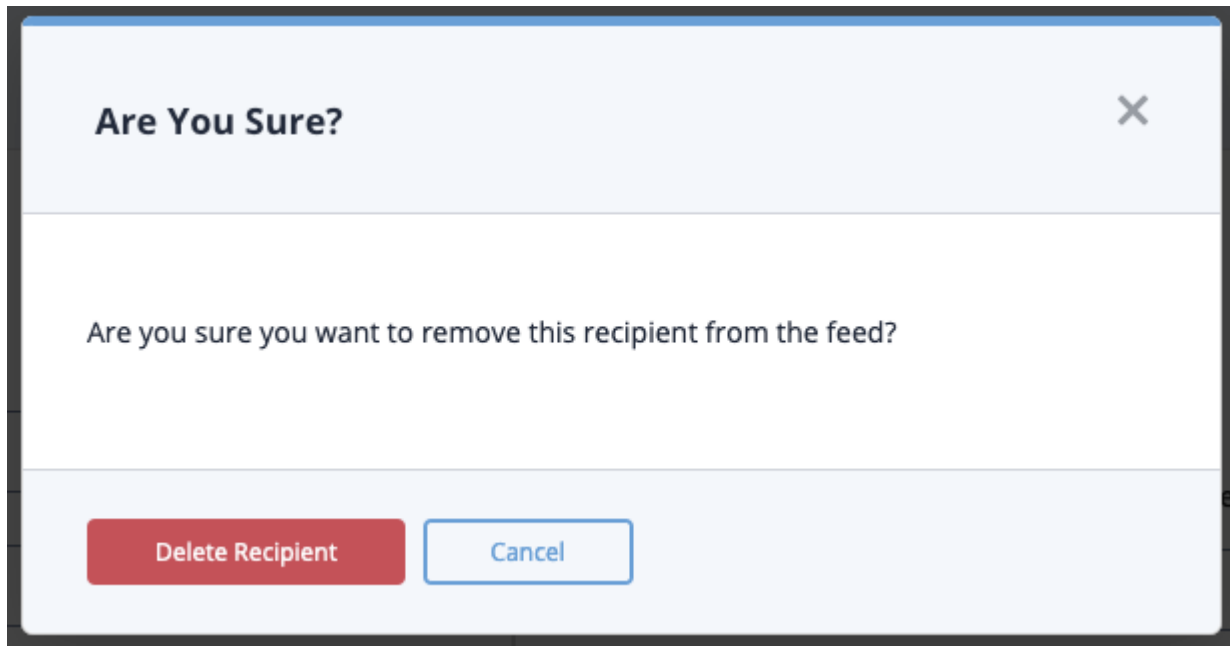 Are You Sure?
Are you sure you want to remove this recipient from the feed?
Delete Recipient
Cancel